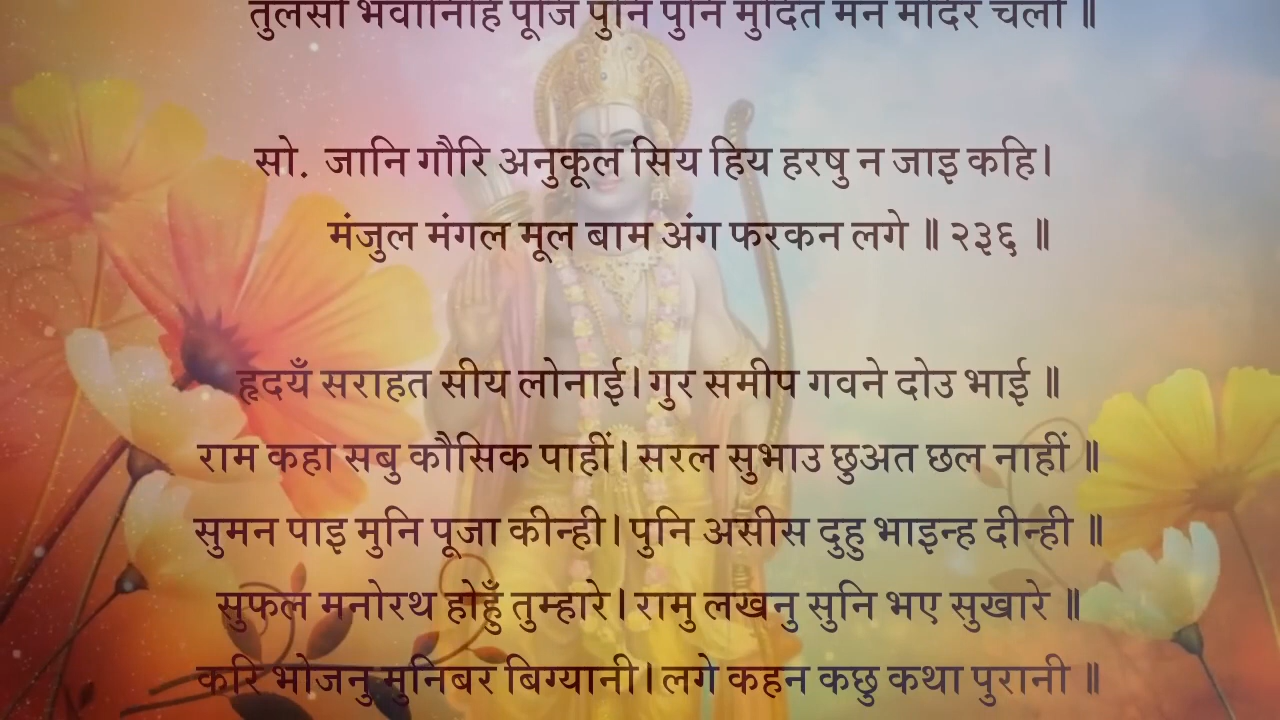 तुलसी भवानिहि पूजि पुनि पुनि मुदित मन मंदिर चली ॥
सो. जानि गौरि अनुकूल सिय हिय हरषु न जाइ कहि।
मंजुल मंगल मूल बाम अंग फरकन लगे ॥ २३६ ॥
हृदयँ सराहत सीय लोनाई। गुर समीप गवने दोउ भाई ॥
राम कहा सबु कौसिक पाहीं। सरल सुभाउ छुअत छल नाहीं ॥
सुमन पाइ मुनि पूजा कीन्ही। पुनि असीस दुहु भाइन्ह दीन्ही ॥
सुफल मनोरथ होहुँ तुम्हारे। रामु लखनु सुनि भए सुखारे ॥
करि भोजनु मुनिबर बिग्यानी। लगे कहन कछु कथा पुरानी ॥